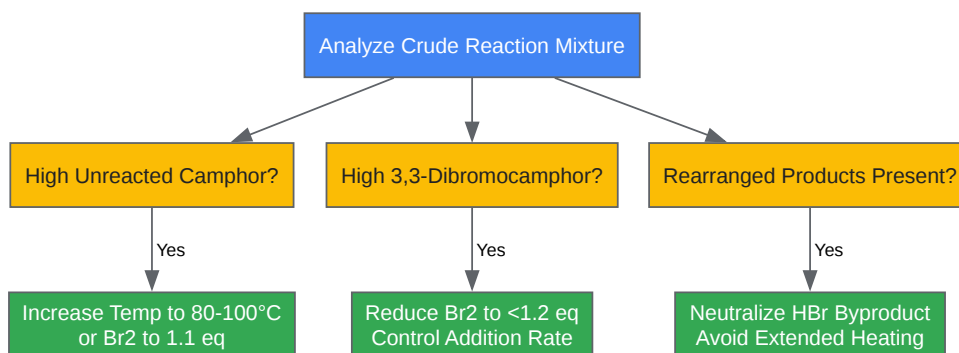 Analyze Crude Reaction Mixture
High Unreacted Camphor?
High 3,3-Dibromocamphor?
Rearranged Products Present?
Yes
Yes
Yes
Increase Temp to 80-100°C
or Br2 to 1.1 eq
Reduce Br2 to <1.2 eq
Control Addition Rate
Neutralize HBr Byproduct
Avoid Extended Heating